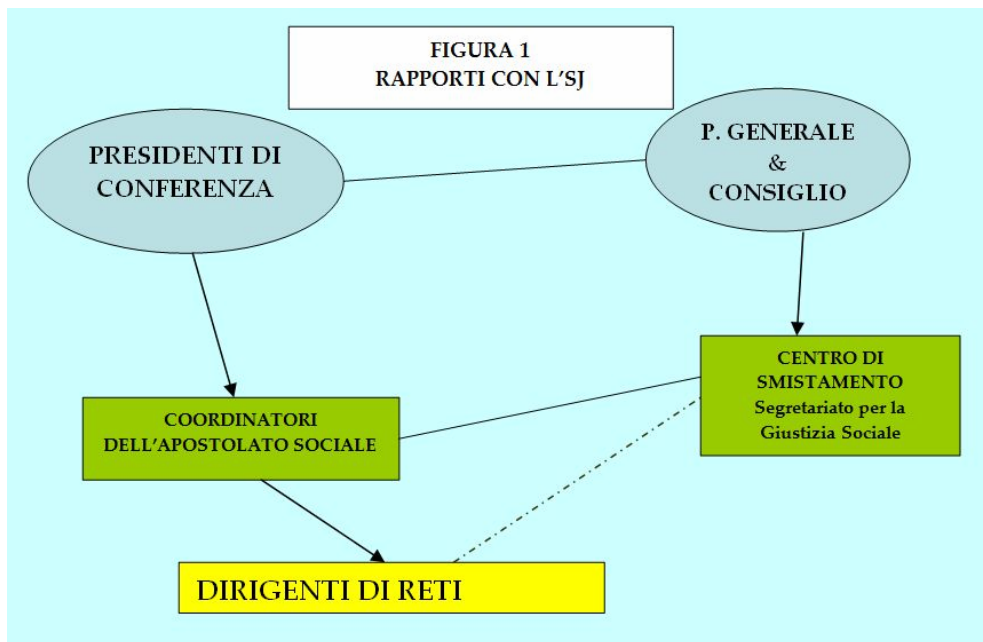 FIGURA 1
RAPPORTI CON L'SJ
PRESIDENTI DI
CONFERENZA
P. GENERALE
&
CONSIGLIO
CENTRO DI
SMISTAMENTO
Segretariato per la
Giustizia Sociale
COORDINATORI
DELL'APOSTOLATO SOCIALE
DIRIGENTI DI RETI